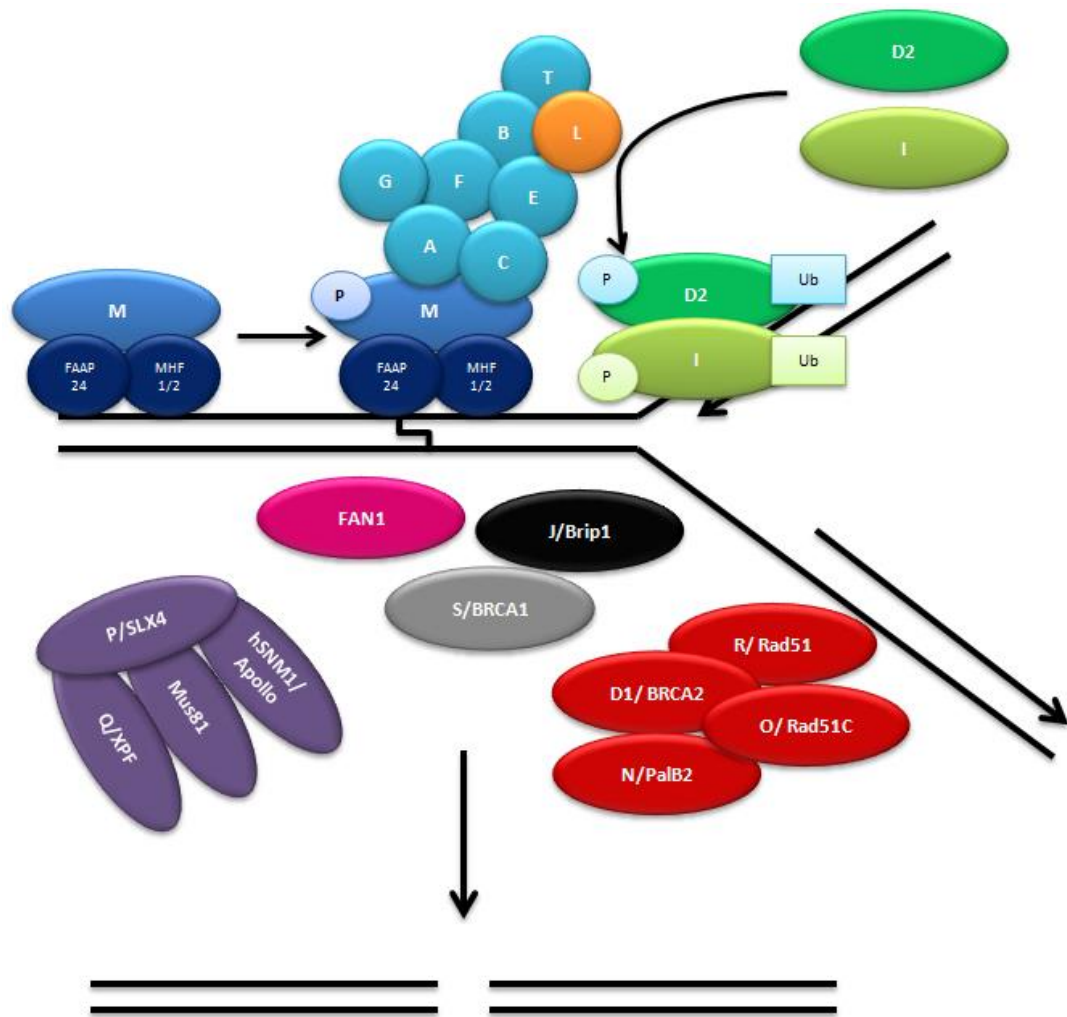 D2
T
B
L
I
G
F
E
A
C
P
M
FAAP
24
MHF
1/2
P
M
FAAP
24
MHF
1/2
P
D2
Ub
P
I
Ub
FAN1
J/Brip1
S/BRCA1
P/SLX4
Q/XPF
Mus81
hSNM1/
Apollo
R/ Rad51
D1/ BRCA2
O/ Rad51C
N/PalB2